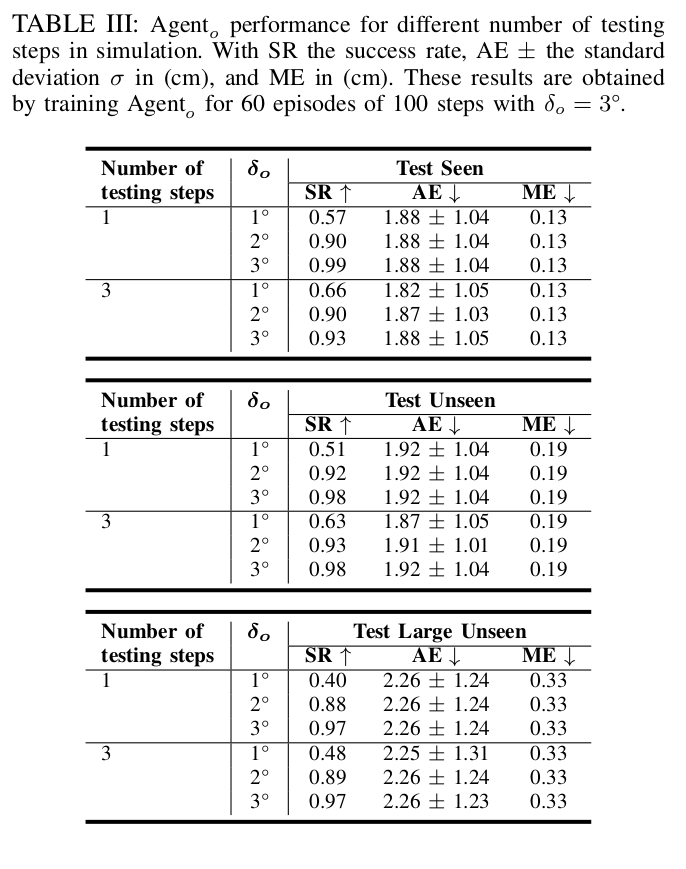 TABLE III: Agentₒ performance for different number of testing
steps in simulation. With SR the success rate, AE ± the standard
deviation σ in (cm), and ME in (cm). These results are obtained
by training Agentₒ for 60 episodes of 100 steps with δₒ = 3°.
Number of δₒ Test Seen
testing steps SR ↑ AE ↓ ME ↓
1 1° 0.57 1.88 ± 1.04 0.13
2° 0.90 1.88 ± 1.04 0.13
3° 0.99 1.88 ± 1.04 0.13
3 1° 0.66 1.82 ± 1.05 0.13
2° 0.90 1.87 ± 1.03 0.13
3° 0.93 1.88 ± 1.05 0.13
Number of δₒ Test Unseen
testing steps SR ↑ AE ↓ ME ↓
1 1° 0.51 1.92 ± 1.04 0.19
2° 0.92 1.92 ± 1.04 0.19
3° 0.98 1.92 ± 1.04 0.19
3 1° 0.63 1.87 ± 1.05 0.19
2° 0.93 1.91 ± 1.01 0.19
3° 0.98 1.92 ± 1.04 0.19
Number of δₒ Test Large Unseen
testing steps SR ↑ AE ↓ ME ↓
1 1° 0.40 2.26 ± 1.24 0.33
2° 0.88 2.26 ± 1.24 0.33
3° 0.97 2.26 ± 1.24 0.33
3 1° 0.48 2.25 ± 1.31 0.33
2° 0.89 2.26 ± 1.24 0.33
3° 0.97 2.26 ± 1.23 0.33